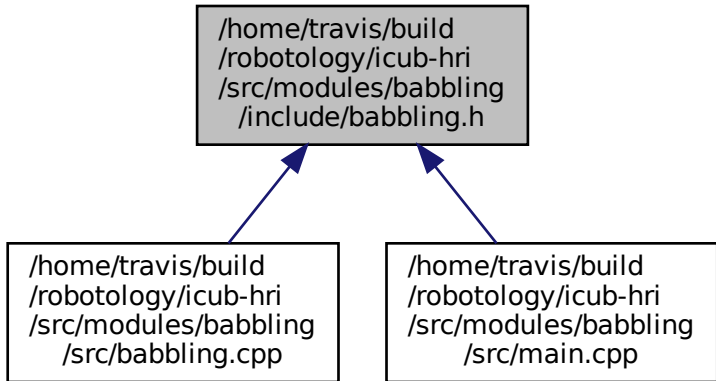 /home/travis/build
/robotology/icub-hri
/src/modules/babbling
/include/babbling.h
/home/travis/build
/robotology/icub-hri
/src/modules/babbling
/src/babbling.cpp
/home/travis/build
/robotology/icub-hri
/src/modules/babbling
/src/main.cpp